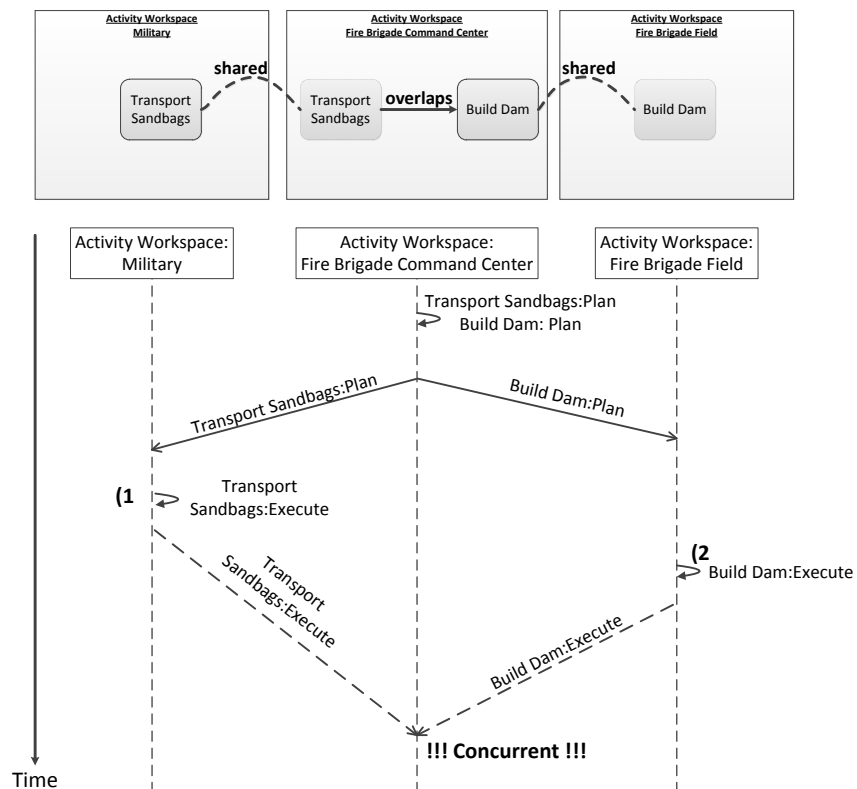 Activity Workspace
Military
Activity Workspace
Fire Brigade Command Center
Activity Workspace
Fire Brigade Field
shared
shared
Transport
Sandbags
Transport
Sandbags
overlaps
Build Dam
Build Dam
Activity Workspace:
Military
Activity Workspace:
Fire Brigade Command Center
Activity Workspace:
Fire Brigade Field
Transport Sandbags:Plan
Build Dam: Plan
Transport Sandbags:Plan
Build Dam:Plan
(1
Transport
Sandbags:Execute
(2
Build Dam:Execute
Transport
Sandbags:Execute
Build Dam:Execute
!!! Concurrent !!!
Time